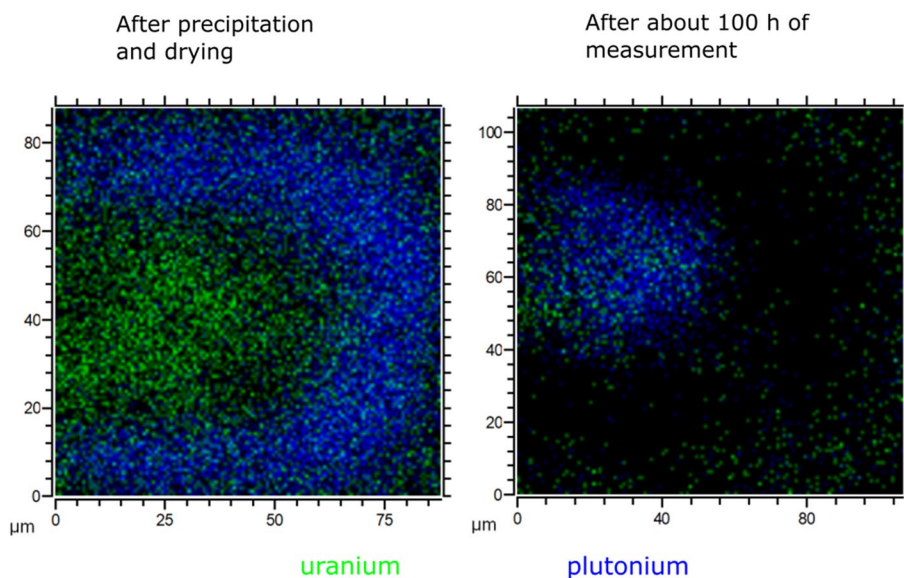 After precipitation
and drying
After about 100 h of
measurement
80
60
40
20
0
µm
0
25
50
75
100
80
60
40
20
0
µm
0
40
80
uranium
plutonium